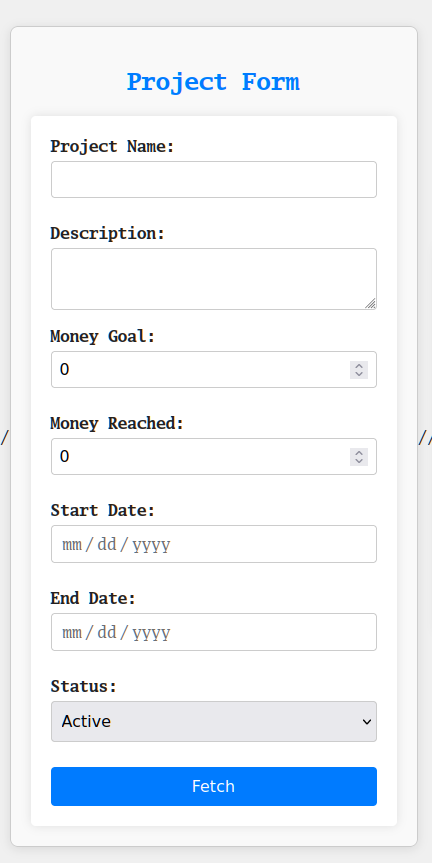 Project Form
Project Name:
Description:
Money Goal:
0
Money Reached:
/
//
0
Start Date:
mm/dd/yyyy
End Date:
mm/dd/yyyy
Status:
Active
Fetch